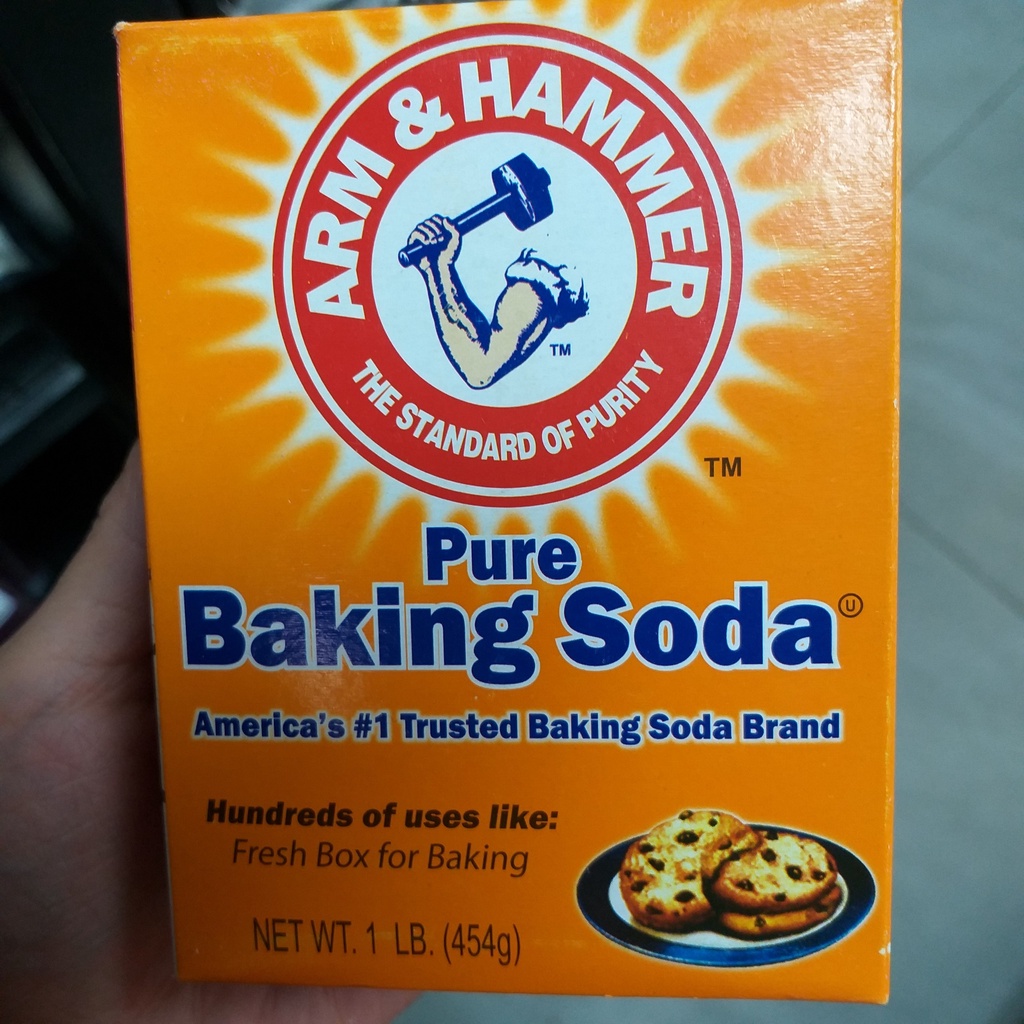 ARM & HAMMER
THE STANDARD OF PURITY
TM
TM
Pure
Baking Soda Ⓤ
America's #1 Trusted Baking Soda Brand
Hundreds of uses like:
Fresh Box for Baking
NET WT. 1 LB. (454g)